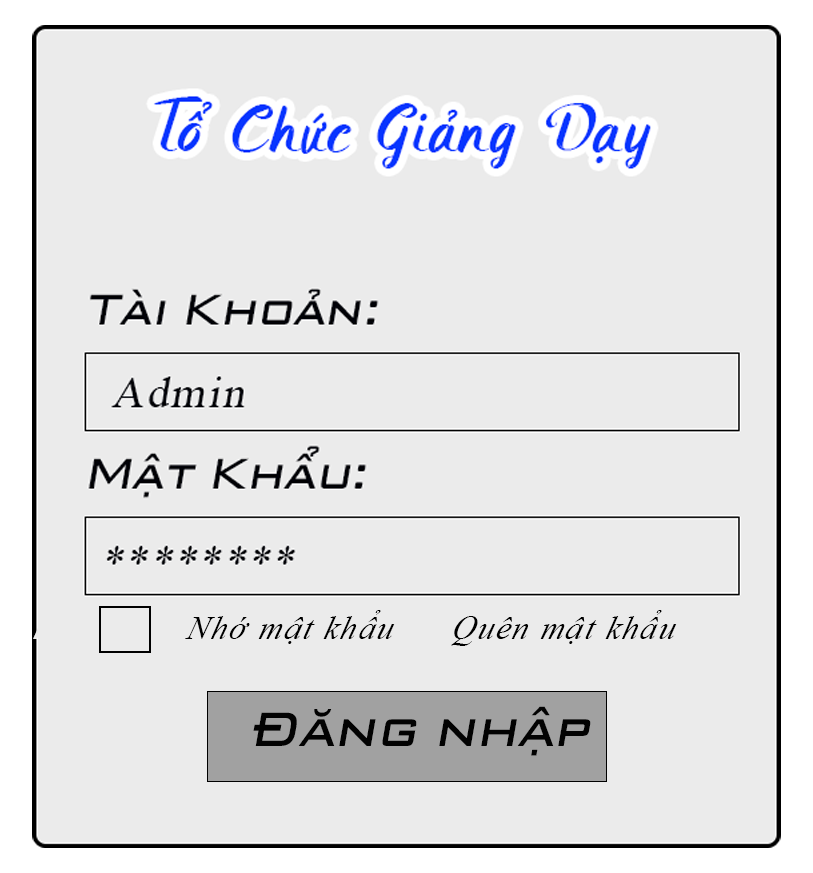 Tổ Chức Giảng Dạy
Tài Khoản:
Admin
Mật Khẩu:
********
Nhớ mật khẩu Quên mật khẩu
Đăng nhập